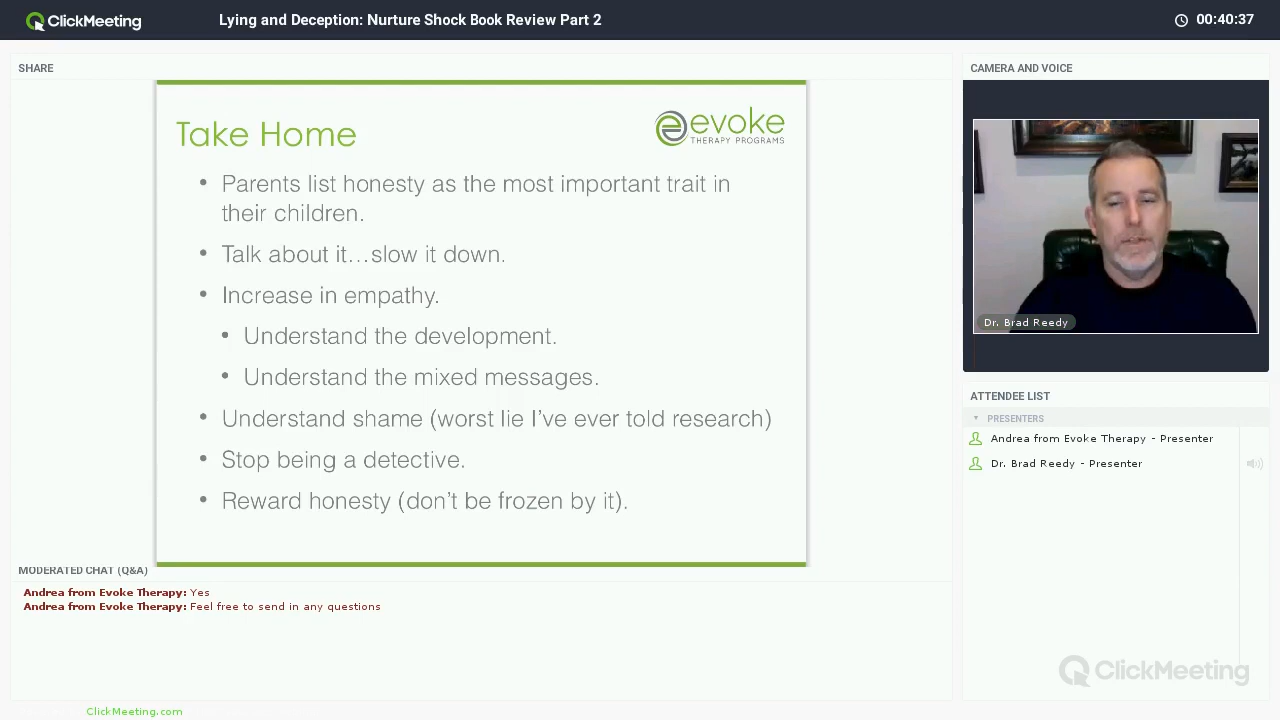 ClickMeeting
Lying and Deception: Nurture Shock Book Review Part 2
00:40:37
SHARE
Take Home
evoke
THERAPY PROGRAMS
• Parents list honesty as the most important trait in
their children.
• Talk about it...slow it down.
• Increase in empathy.
• Understand the development.
• Understand the mixed messages.
• Understand shame (worst lie I've ever told research)
• Stop being a detective.
• Reward honesty (don't be frozen by it).
MODERATED CHAT (Q&A)
Andrea from Evoke Therapy: Yes
Andrea from Evoke Therapy: Feel free to send in any questions
CAMERA AND VOICE
Dr. Brad Reedy
ATTENDEE LIST
PRESENTERS
Andrea from Evoke Therapy - Presenter
Dr. Brad Reedy - Presenter
ClickMeeting
ClickMeeting.com